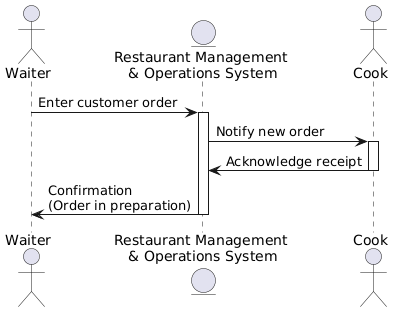 Waiter
Restaurant Management
& Operations System
Cook
Enter customer order
Notify new order
Acknowledge receipt
Confirmation
(Order in preparation)
Waiter
Restaurant Management
& Operations System
Cook